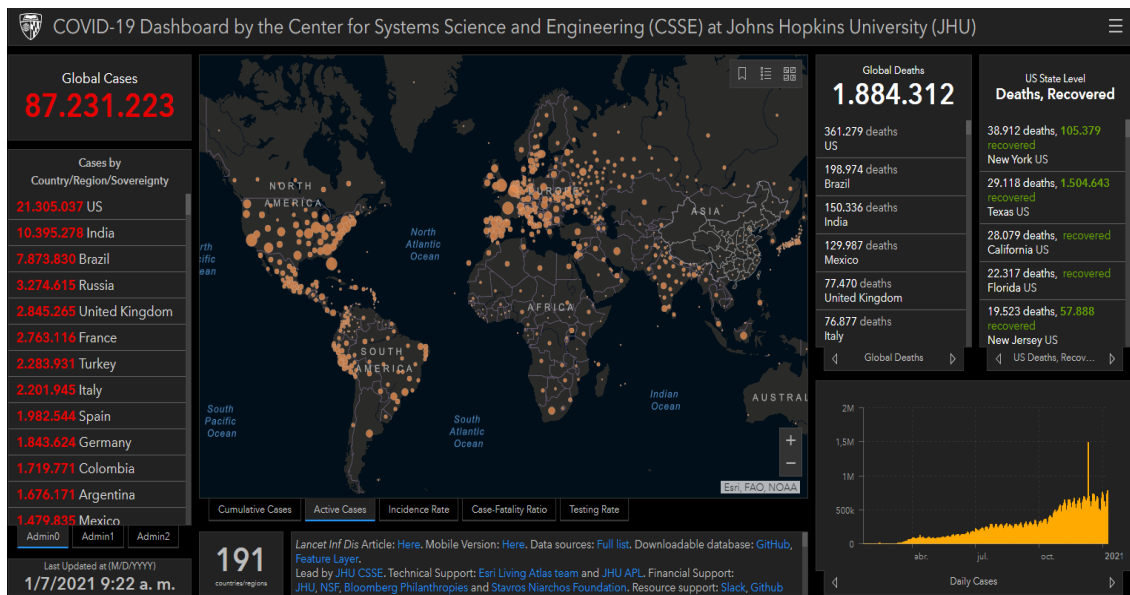 COVID-19 Dashboard by the Center for Systems Science and Engineering (CSSE) at Johns Hopkins University (JHU)
Global Cases
87.231.223
Cases by
Country/Region/Sovereignty
21.305.037 US
10.395.278 India
7.873.830 Brazil
3.274.615 Russia
2.845.265 United Kingdom
2.763.116 France
2.283.931 Turkey
2.201.945 Italy
1.982.544 Spain
1.843.624 Germany
1.719.771 Colombia
1.676.171 Argentina
1.479.835 Mexico
Admin0
Admin1
Admin2
Last Updated at (M/D/YYYY)
1/7/2021 9:22 a. m.
NORTH
AMERICA
North
Atlantic
Ocean
rth
ific
ean
EUROPE
ASIA
AFRICA
SOUTH
AMERICA
South
Pacific
Ocean
South
Atlantic
Ocean
Indian
Ocean
AUSTRAL
+
−
Esri, FAO, NOAA
Cumulative Cases
Active Cases
Incidence Rate
Case-Fatality Ratio
Testing Rate
191
countries/regions
Lancet Inf Dis Article: Here. Mobile Version: Here. Data sources: Full list. Downloadable database: GitHub,
Feature Layer.
Lead by JHU CSSE. Technical Support: Esri Living Atlas team and JHU APL. Financial Support:
JHU, NSF, Bloomberg Philanthropies and Stavros Niarchos Foundation. Resource support: Slack, Github
Global Deaths
1.884.312
361.279 deaths
US
198.974 deaths
Brazil
150.336 deaths
India
129.987 deaths
Mexico
77.470 deaths
United Kingdom
76.877 deaths
Italy
Global Deaths
US State Level
Deaths, Recovered
38.912 deaths, 105.379
recovered
New York US
29.118 deaths, 1.504.643
recovered
Texas US
28.079 deaths, recovered
California US
22.317 deaths, recovered
Florida US
19.523 deaths, 57.888
recovered
New Jersey US
US Deaths, Recov...
2M
1,5M
1M
500k
0
abr.
jul.
oct.
2021
Daily Cases